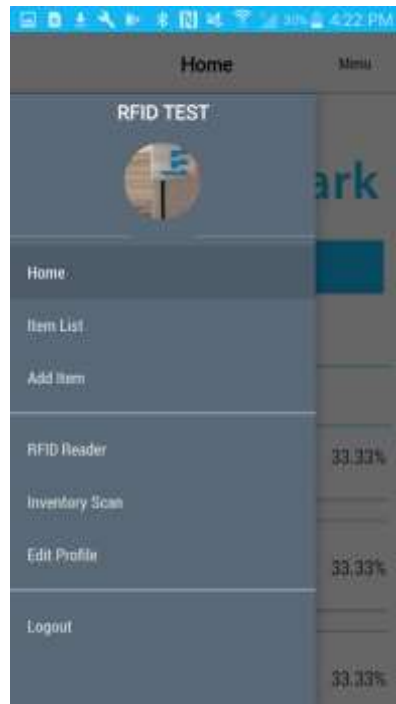 30% 4:22 PM
Home Menu
RFID TEST
ark
Home
Item List
Add Item
RFID Reader
33.33%
Inventory Scan
Edit Profile
33.33%
Logout
33.33%